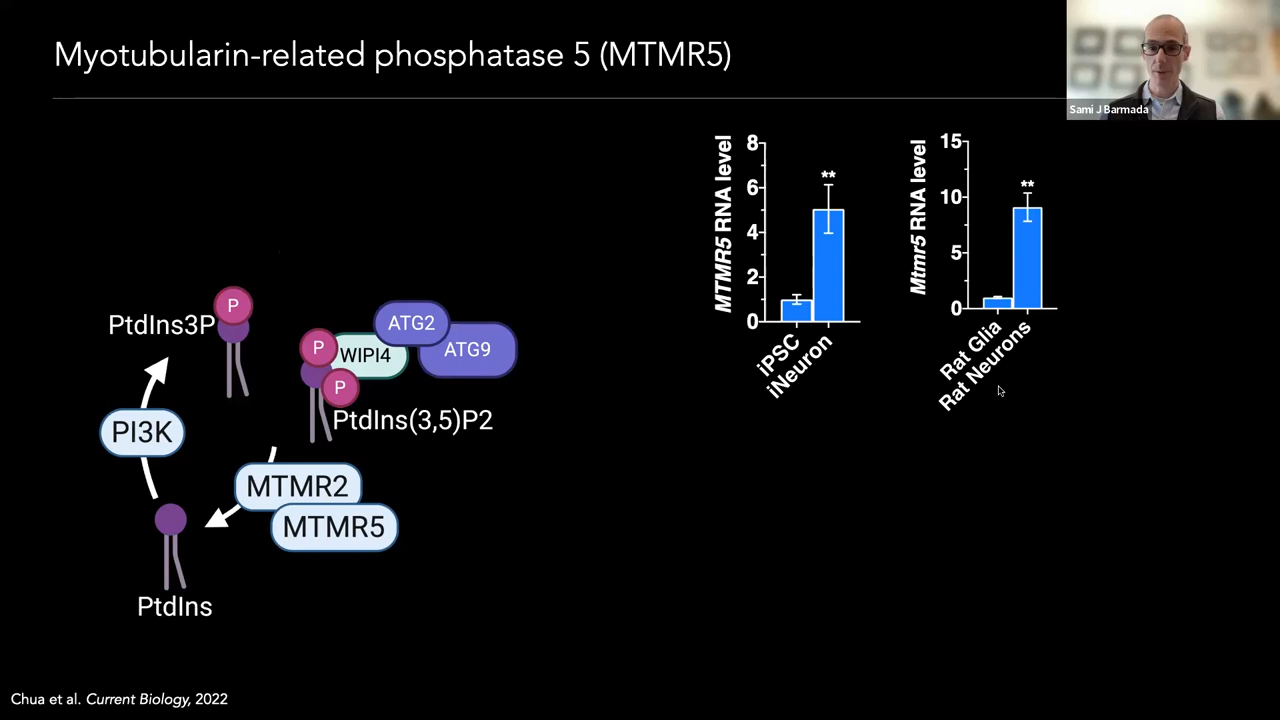 Myotubularin-related phosphatase 5 (MTMR5)
Sami J Barmada
MTMR5 RNA level
8
6
4
2
0
**
iPSC
iNeuron
Mtmr5 RNA level
15
10
5
0
**
Rat Glia
Rat Neurons
PtdIns3P
P
P
WIPI4
ATG2
ATG9
P
PtdIns(3,5)P2
PI3K
MTMR2
MTMR5
PtdIns
Chua et al. Current Biology, 2022